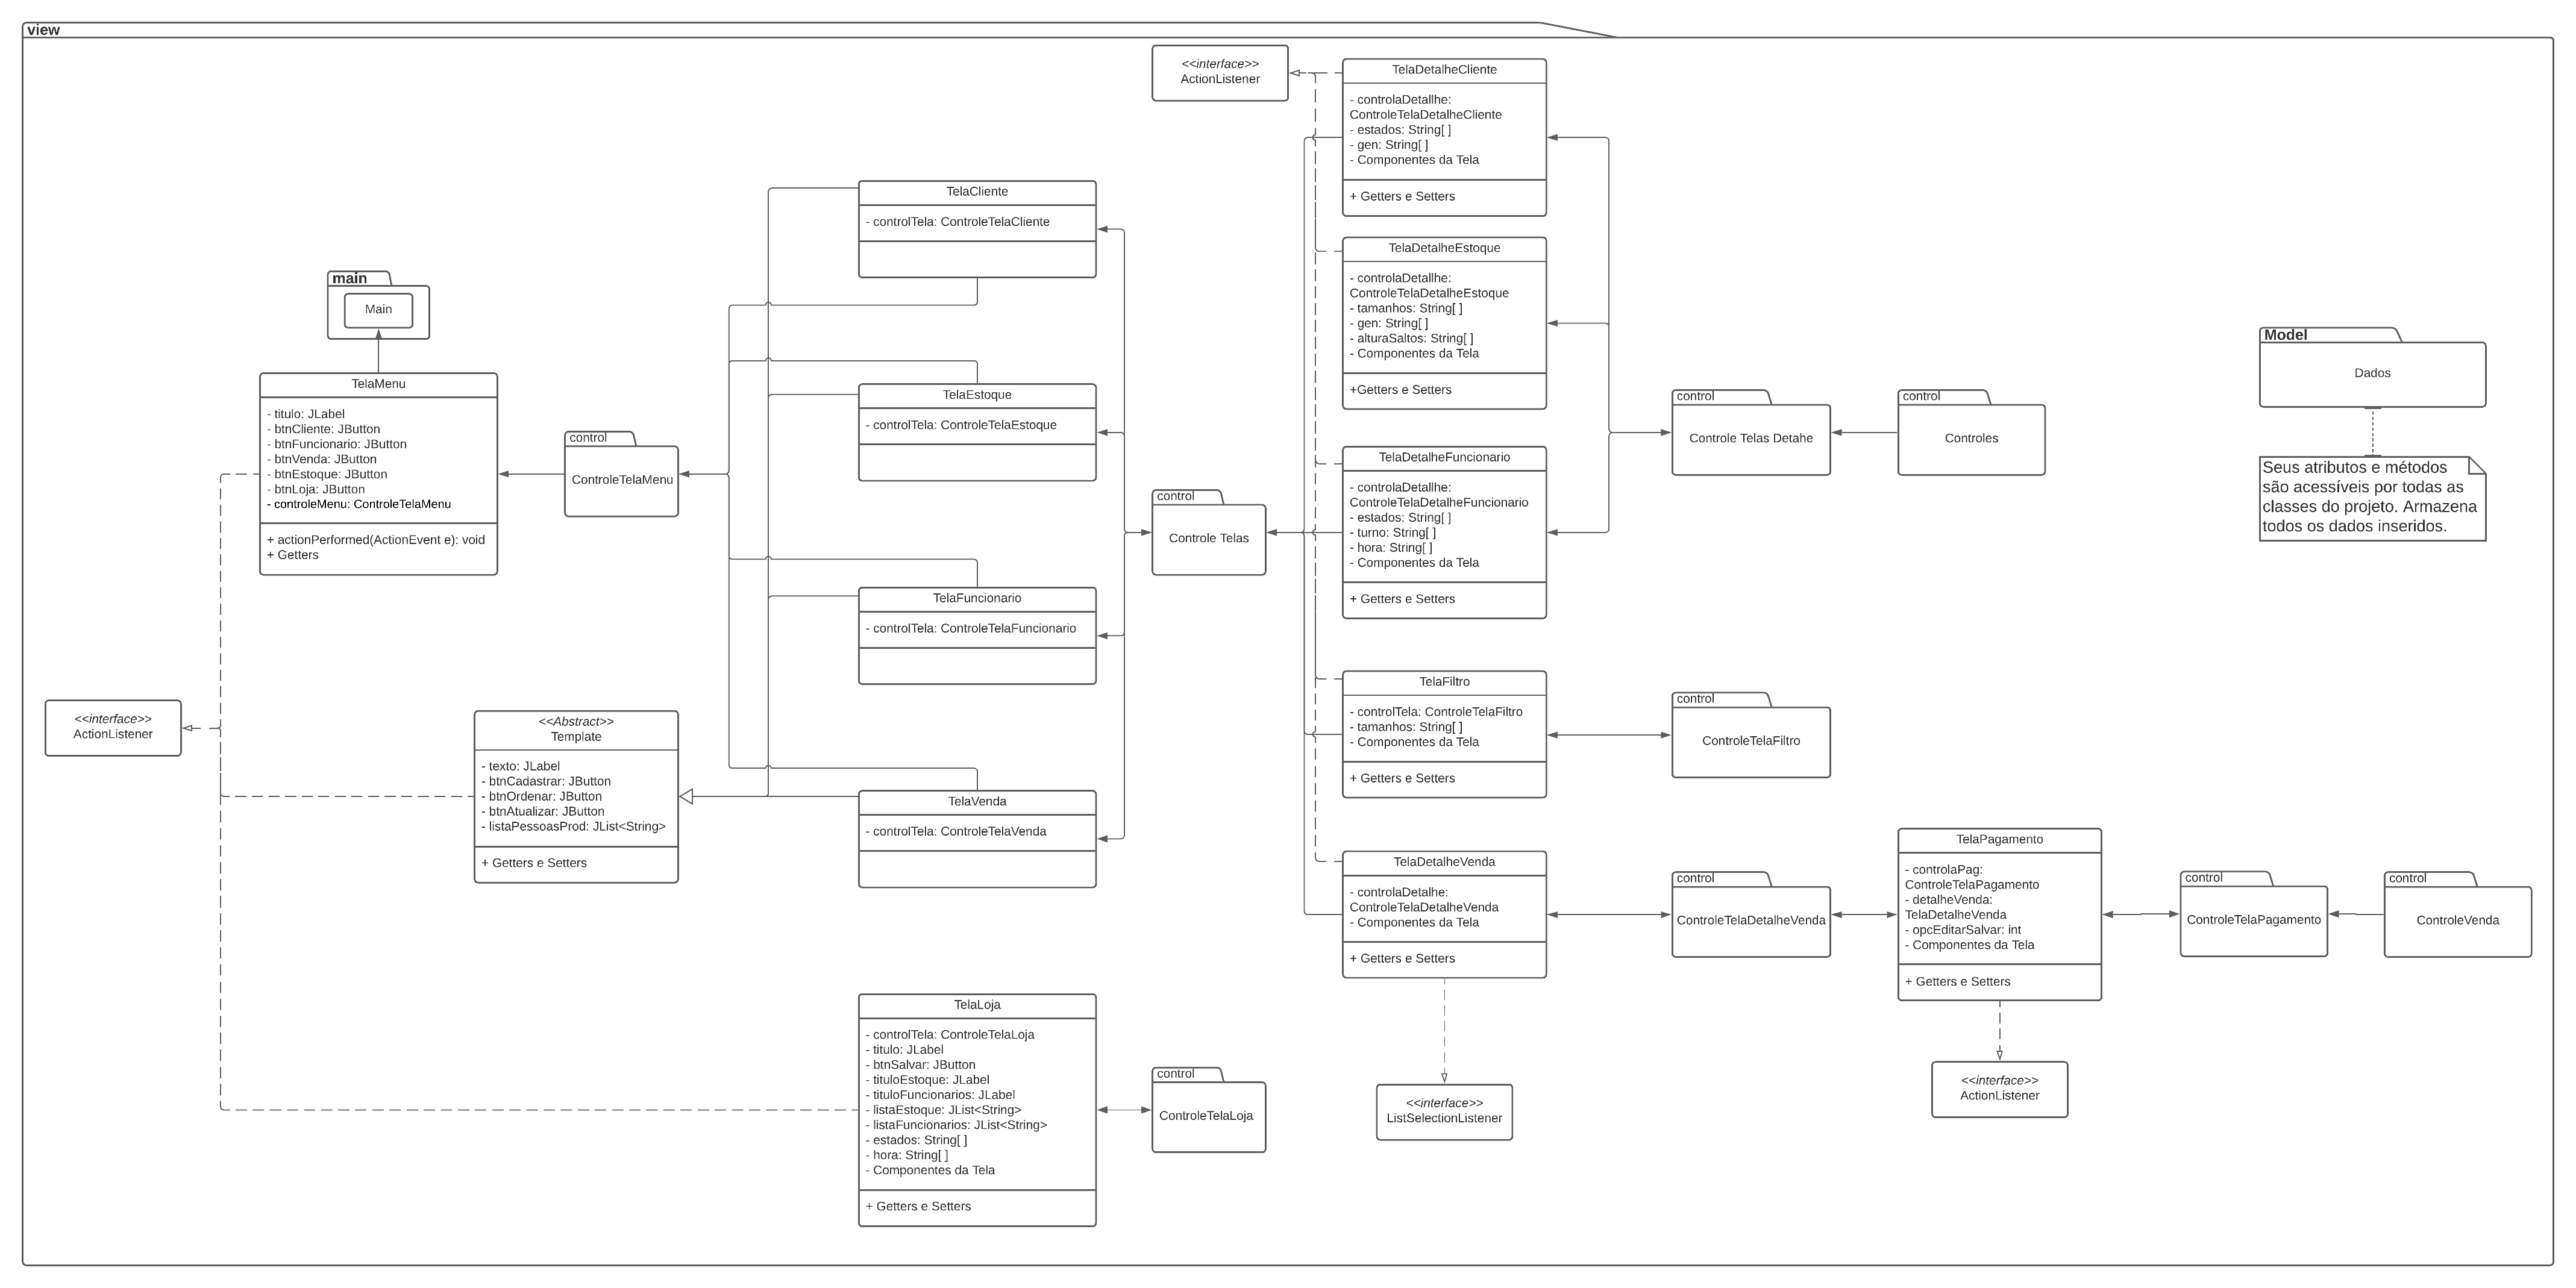 view
<<interface>>
ActionListener
TelaDetalheCliente
- controlaDetallhe:
ControleTelaDetalheCliente
- estados: String[ ]
- gen: String[ ]
- Componentes da Tela
+ Getters e Setters
TelaCliente
- controlTela: ControleTelaCliente
TelaDetalheEstoque
- controlaDetallhe:
ControleTelaDetalheEstoque
- tamanhos: String[ ]
- gen: String[ ]
- alturaSaltos: String[ ]
- Componentes da Tela
+Getters e Setters
main
Main
Model
Dados
Seus atributos e métodos
são acessíveis por todas as
classes do projeto. Armazena
todos os dados inseridos.
TelaMenu
- titulo: JLabel
- btnCliente: JButton
- btnFuncionario: JButton
- btnVenda: JButton
- btnEstoque: JButton
- btnLoja: JButton
- controleMenu: ControleTelaMenu
+ actionPerformed(ActionEvent e): void
+ Getters
control
ControleTelaMenu
TelaEstoque
- controlTela: ControleTelaEstoque
control
Controle Telas
TelaDetalheFuncionario
- controlaDetallhe:
ControleTelaDetalheFuncionario
- estados: String[ ]
- turno: String[ ]
- hora: String[ ]
- Componentes da Tela
+ Getters e Setters
control
Controle Telas Detahe
control
Controles
TelaFuncionario
- controlTela: ControleTelaFuncionario
<<interface>>
ActionListener
<<Abstract>>
Template
- texto: JLabel
- btnCadastrar: JButton
- btnOrdenar: JButton
- btnAtualizar: JButton
- listaPessoasProd: JList<String>
+ Getters e Setters
TelaVenda
- controlTela: ControleTelaVenda
TelaFiltro
- controlTela: ControleTelaFiltro
- tamanhos: String[ ]
- Componentes da Tela
+ Getters e Setters
control
ControleTelaFiltro
TelaDetalheVenda
- controlaDetalhe:
ControleTelaDetalheVenda
- Componentes da Tela
+ Getters e Setters
control
ControleTelaDetalheVenda
TelaPagamento
- controlaPag:
ControleTelaPagamento
- detalheVenda:
TelaDetalheVenda
- opcEditarSalvar: int
- Componentes da Tela
+ Getters e Setters
control
ControleTelaPagamento
control
ControleVenda
TelaLoja
- controlTela: ControleTelaLoja
- titulo: JLabel
- btnSalvar: JButton
- tituloEstoque: JLabel
- tituloFuncionarios: JLabel
- listaEstoque: JList<String>
- listaFuncionarios: JList<String>
- estados: String[ ]
- hora: String[ ]
- Componentes da Tela
+ Getters e Setters
control
ControleTelaLoja
<<interface>>
ListSelectionListener
<<interface>>
ActionListener